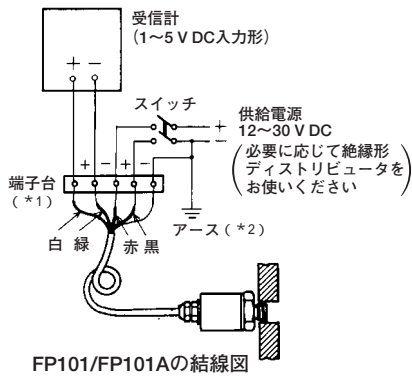 受信計
(1〜5 V DC入力形)
+ −
スイッチ
供給電源
12〜30 V DC
+
−
(必要に応じて絶縁形
ディストリビュータを
お使いください)
+ − + −
端子台
(*1)
アース(*2)
白 緑 赤 黒
FP101/FP101Aの結線図